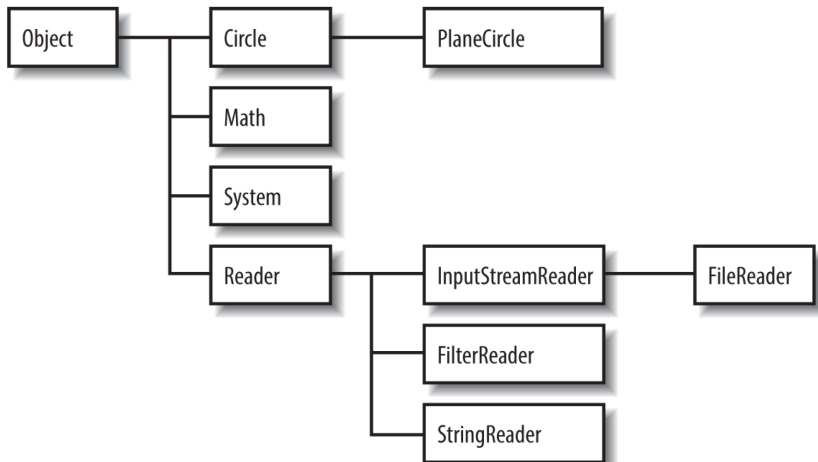 Object
Circle
PlaneCircle
Math
System
Reader
InputStreamReader
FileReader
FilterReader
StringReader